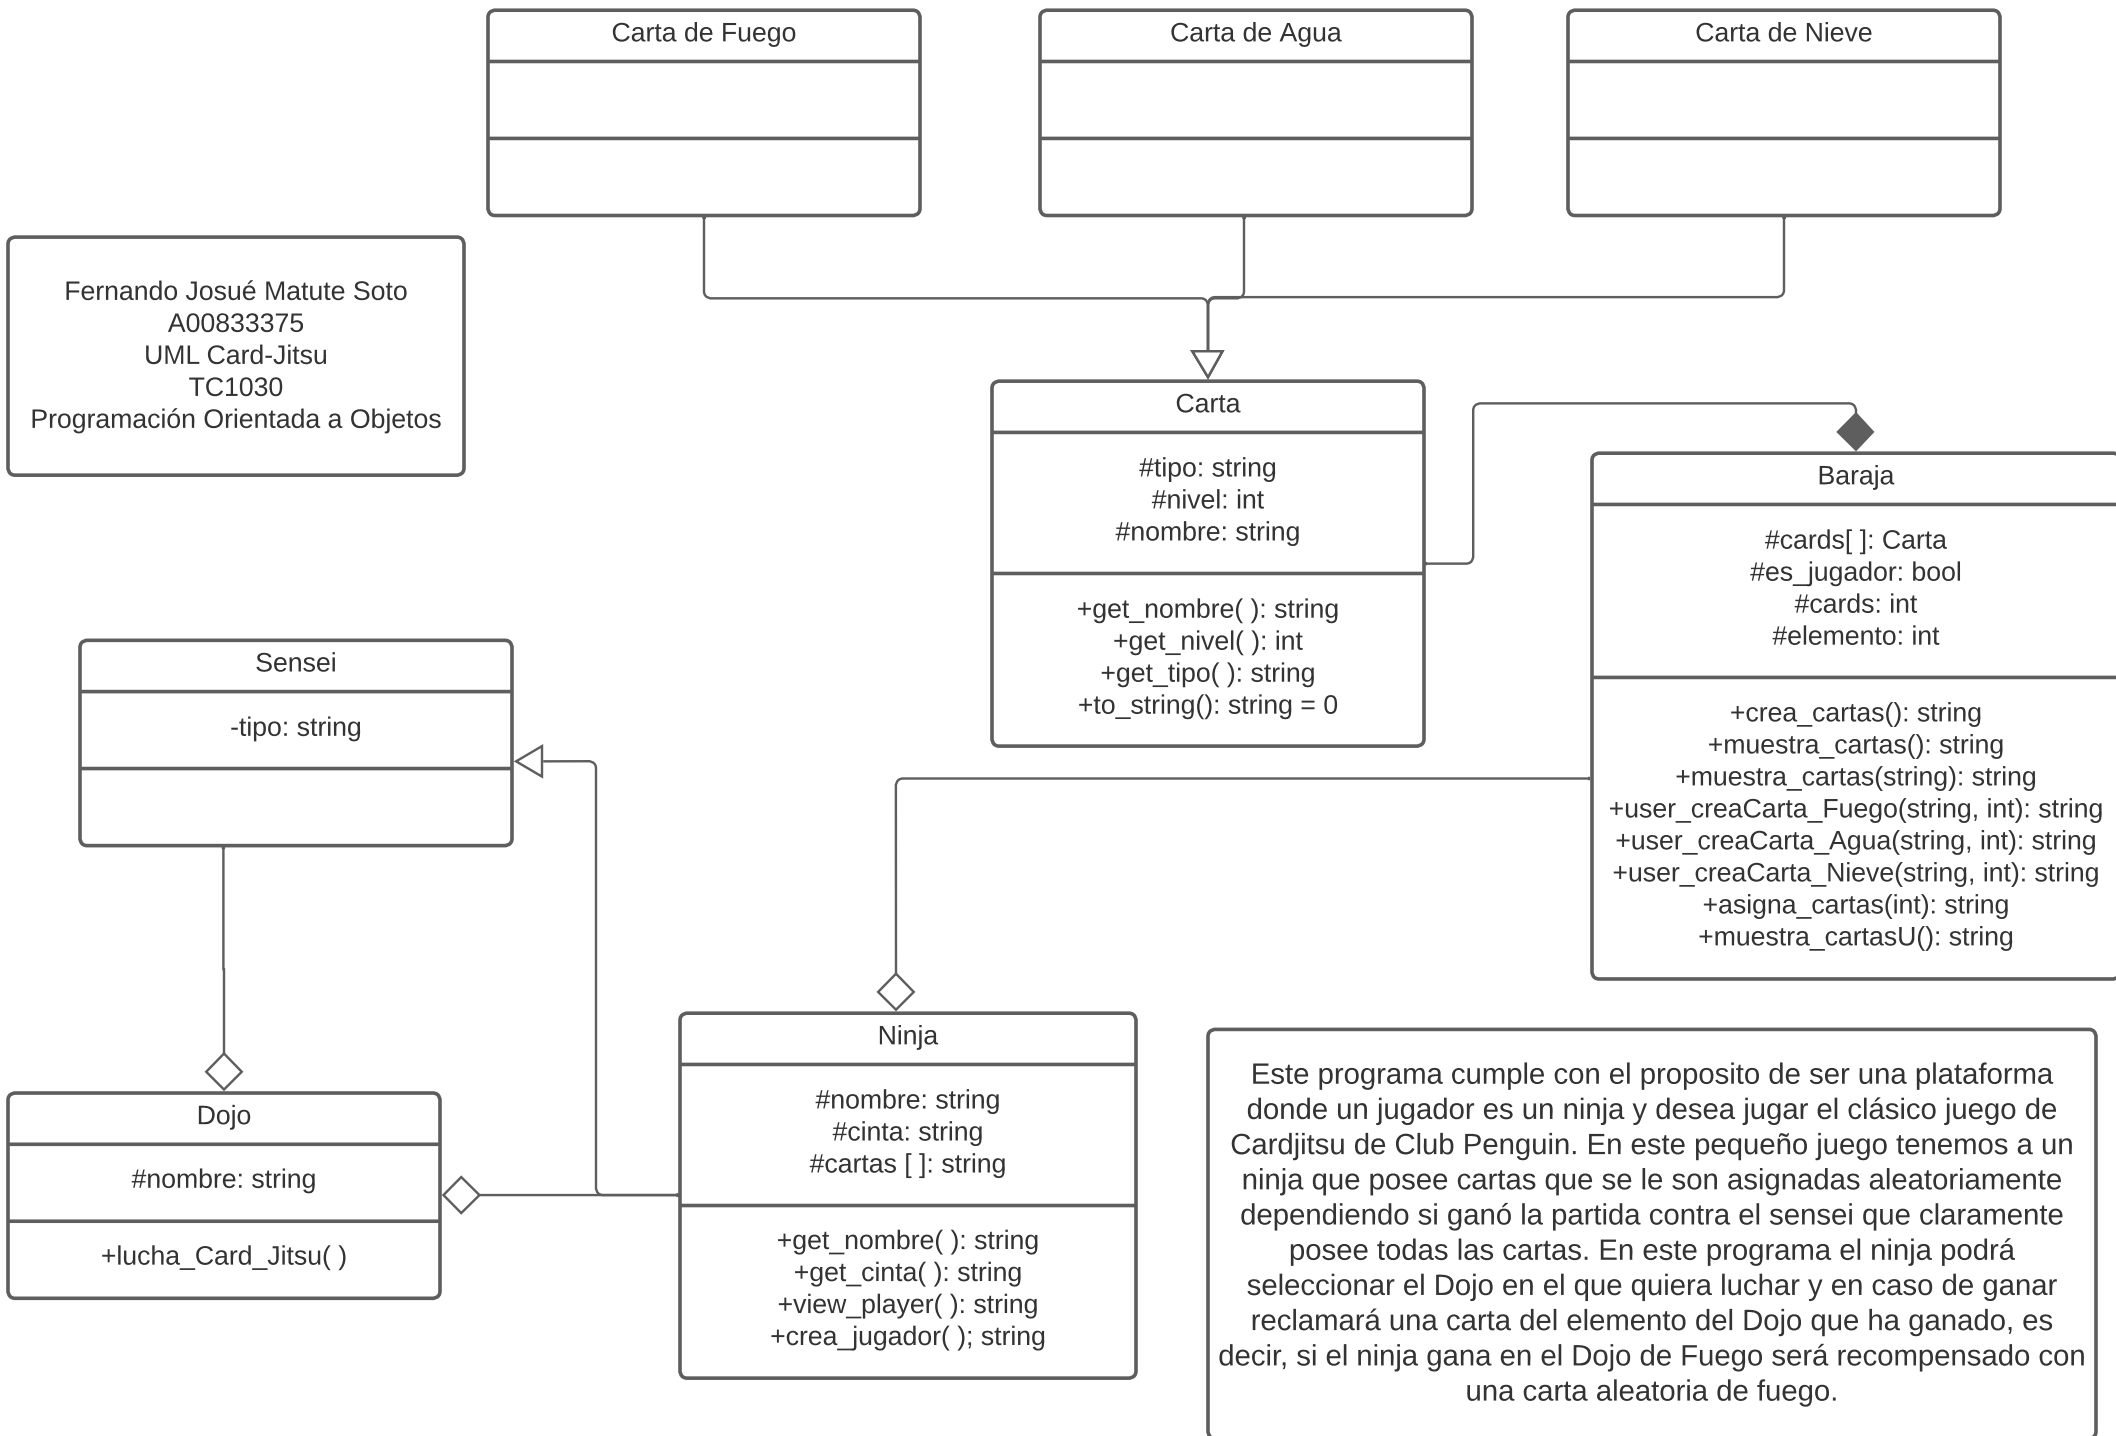 Carta de Fuego
Carta de Agua
Carta de Nieve
Fernando Josué Matute Soto
A00833375
UML Card-Jitsu
TC1030
Programación Orientada a Objetos
Carta
#tipo: string
#nivel: int
#nombre: string
+get_nombre( ): string
+get_nivel( ): int
+get_tipo( ): string
+to_string(): string = 0
Baraja
#cards[ ]: Carta
#es_jugador: bool
#cards: int
#elemento: int
+crea_cartas(): string
+muestra_cartas(): string
+muestra_cartas(string): string
+user_creaCarta_Fuego(string, int): string
+user_creaCarta_Agua(string, int): string
+user_creaCarta_Nieve(string, int): string
+asigna_cartas(int): string
+muestra_cartasU(): string
Sensei
-tipo: string
Dojo
#nombre: string
+lucha_Card_Jitsu( )
Ninja
#nombre: string
#cinta: string
#cartas [ ]: string
+get_nombre( ): string
+get_cinta( ): string
+view_player( ): string
+crea_jugador( ); string
Este programa cumple con el proposito de ser una plataforma
donde un jugador es un ninja y desea jugar el clásico juego de
Cardjitsu de Club Penguin. En este pequeño juego tenemos a un
ninja que posee cartas que se le son asignadas aleatoriamente
dependiendo si ganó la partida contra el sensei que claramente
posee todas las cartas. En este programa el ninja podrá
seleccionar el Dojo en el que quiera luchar y en caso de ganar
reclamará una carta del elemento del Dojo que ha ganado, es
decir, si el ninja gana en el Dojo de Fuego será recompensado con
una carta aleatoria de fuego.